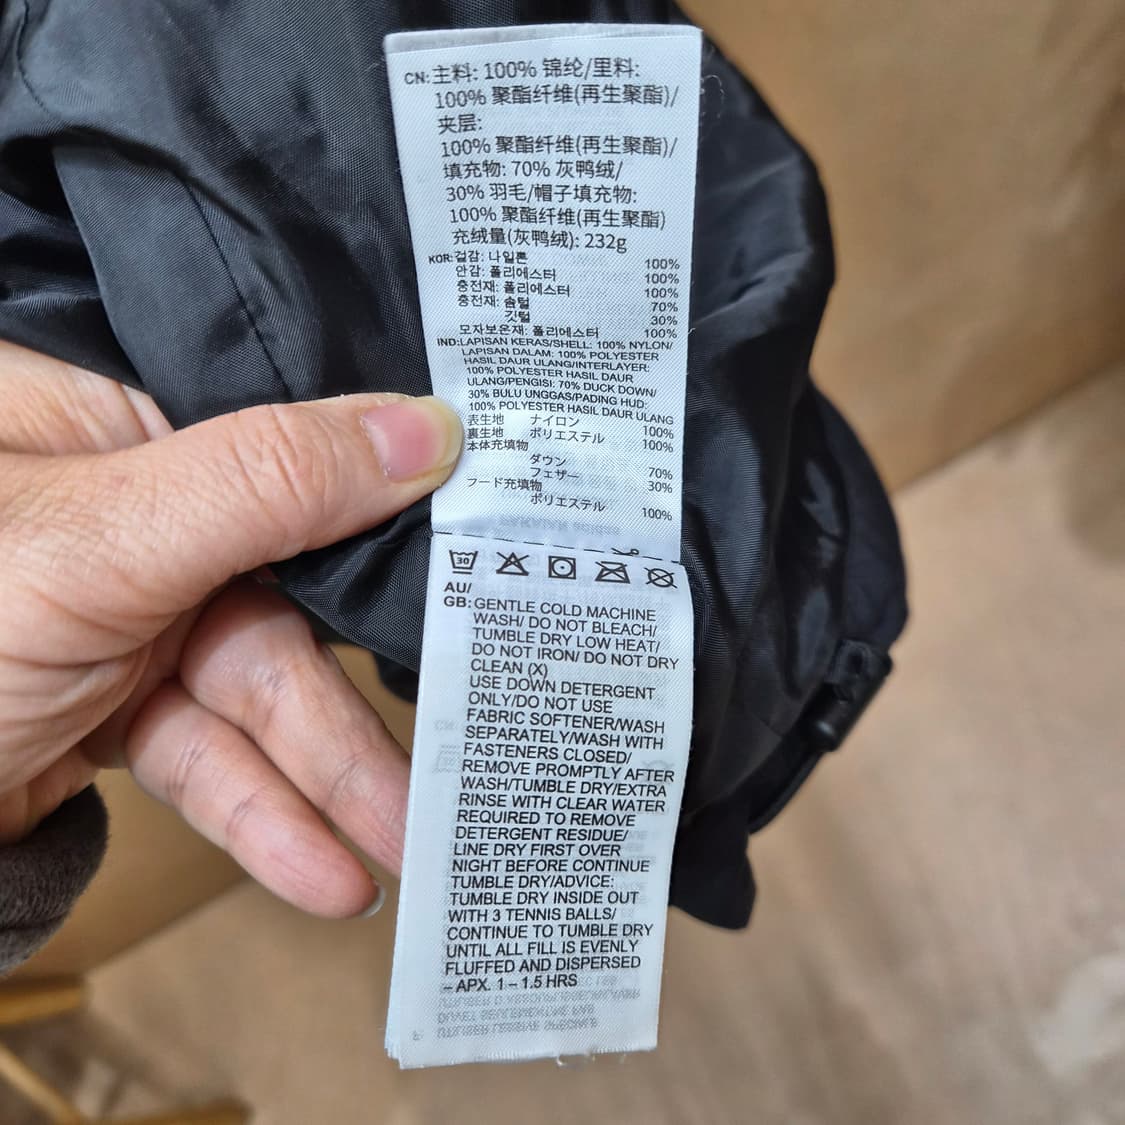 CN: 主料: 100% 锦纶/里料:
100% 聚酯纤维(再生聚酯)/
夹层:
100% 聚酯纤维(再生聚酯)/
填充物: 70% 灰鸭绒/
30% 羽毛/帽子填充物:
100% 聚酯纤维(再生聚酯)
充绒量(灰鸭绒): 232g
KOR: 겉감: 나일론 100%
안감: 폴리에스터 100%
충전재: 폴리에스터 100%
충전재: 솜털 70%
깃털 30%
모자보온재: 폴리에스터 100%
IND: LAPISAN KERAS/SHELL: 100% NYLON/
LAPISAN DALAM: 100% POLYESTER
HASIL DAUR ULANG/INTERLAYER:
100% POLYESTER HASIL DAUR
ULANG/PENGISI: 70% DUCK DOWN/
30% BULU UNGGAS/PADING HUD:
100% POLYESTER HASIL DAUR ULANG
表生地 ナイロン 100%
裏生地 ポリエステル 100%
本体充填物
ダウン 70%
フェザー 30%
フード充填物
ポリエステル 100%
30
AU/
GB: GENTLE COLD MACHINE
WASH/ DO NOT BLEACH/
TUMBLE DRY LOW HEAT/
DO NOT IRON/ DO NOT DRY
CLEAN (X)
USE DOWN DETERGENT
ONLY/DO NOT USE
FABRIC SOFTENER/WASH
SEPARATELY/WASH WITH
FASTENERS CLOSED/
REMOVE PROMPTLY AFTER
WASH/TUMBLE DRY/EXTRA
RINSE WITH CLEAR WATER
REQUIRED TO REMOVE
DETERGENT RESIDUE/
LINE DRY FIRST OVER
NIGHT BEFORE CONTINUE
TUMBLE DRY/ADVICE:
TUMBLE DRY INSIDE OUT
WITH 3 TENNIS BALLS/
CONTINUE TO TUMBLE DRY
UNTIL ALL FILL IS EVENLY
FLUFFED AND DISPERSED
– APX. 1 – 1.5 HRS